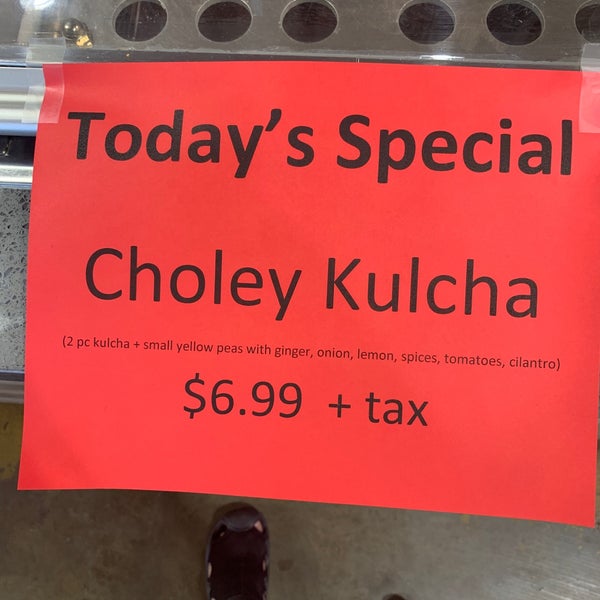 Today's Special
Choley Kulcha
(2 pc kulcha + small yellow peas with ginger, onion, lemon, spices, tomatoes, cilantro)
$6.99 + tax